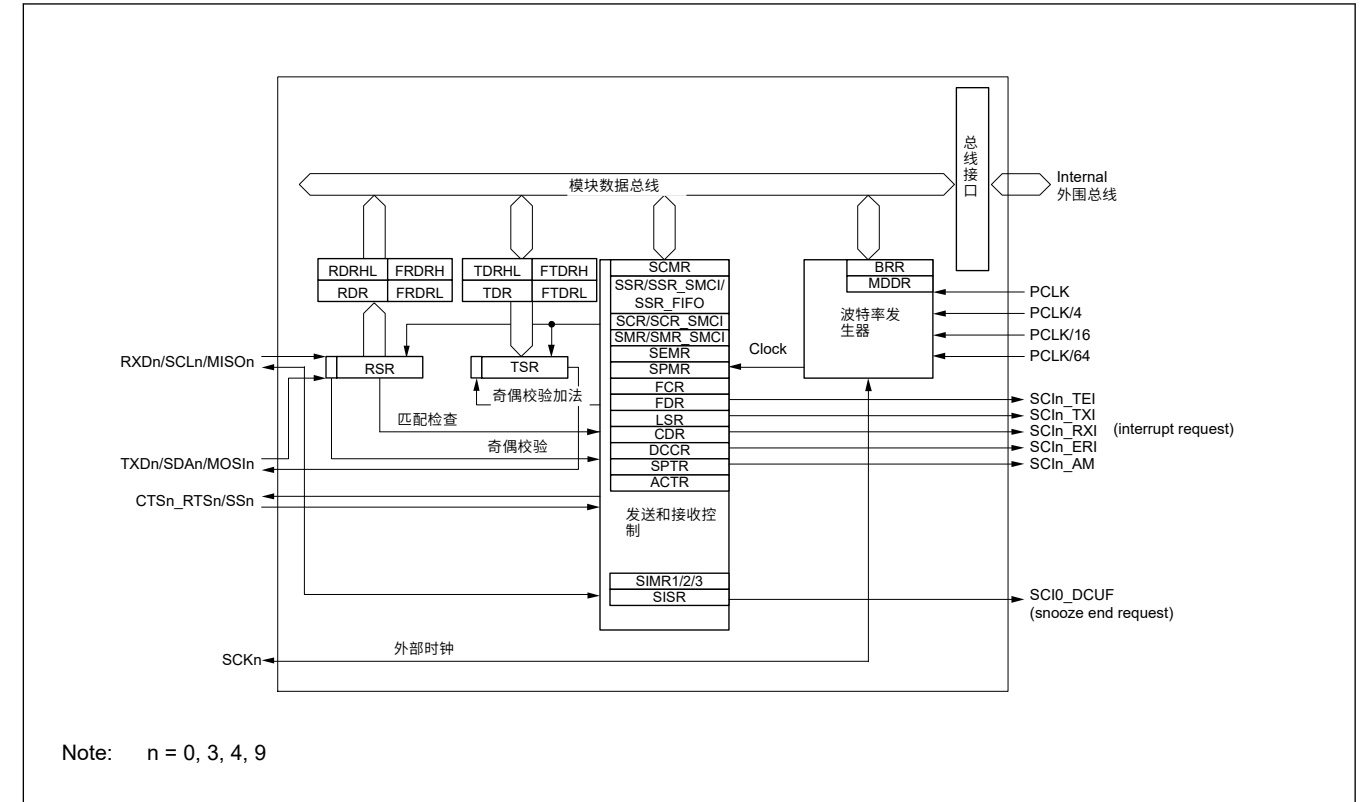 总
线
接
口
Internal
外围总线
模块数据总线
RDRHL
FRDRH
RDR
FRDRL
TDRHL
FTDRH
TDR
FTDRL
SCMR
SSR/SSR_SMCI/
SSR_FIFO
SCR/SCR_SMCI
SMR/SMR_SMCI
SEMR
SPMR
FCR
FDR
LSR
CDR
DCCR
SPTR
ACTR
发送和接收控
制
SIMR1/2/3
SISR
BRR
MDDR
波特率发
生器
Clock
PCLK
PCLK/4
PCLK/16
PCLK/64
RXDn/SCLn/MISOn
RSR
TSR
奇偶校验加法
匹配检查
奇偶校验
TXDn/SDAn/MOSIn
CTSn_RTSn/SSn
SCIn_TEI
SCIn_TXI
SCIn_RXI (interrupt request)
SCIn_ERI
SCIn_AM
SCI0_DCUF
(snooze end request)
外部时钟
SCKn
Note: n = 0, 3, 4, 9